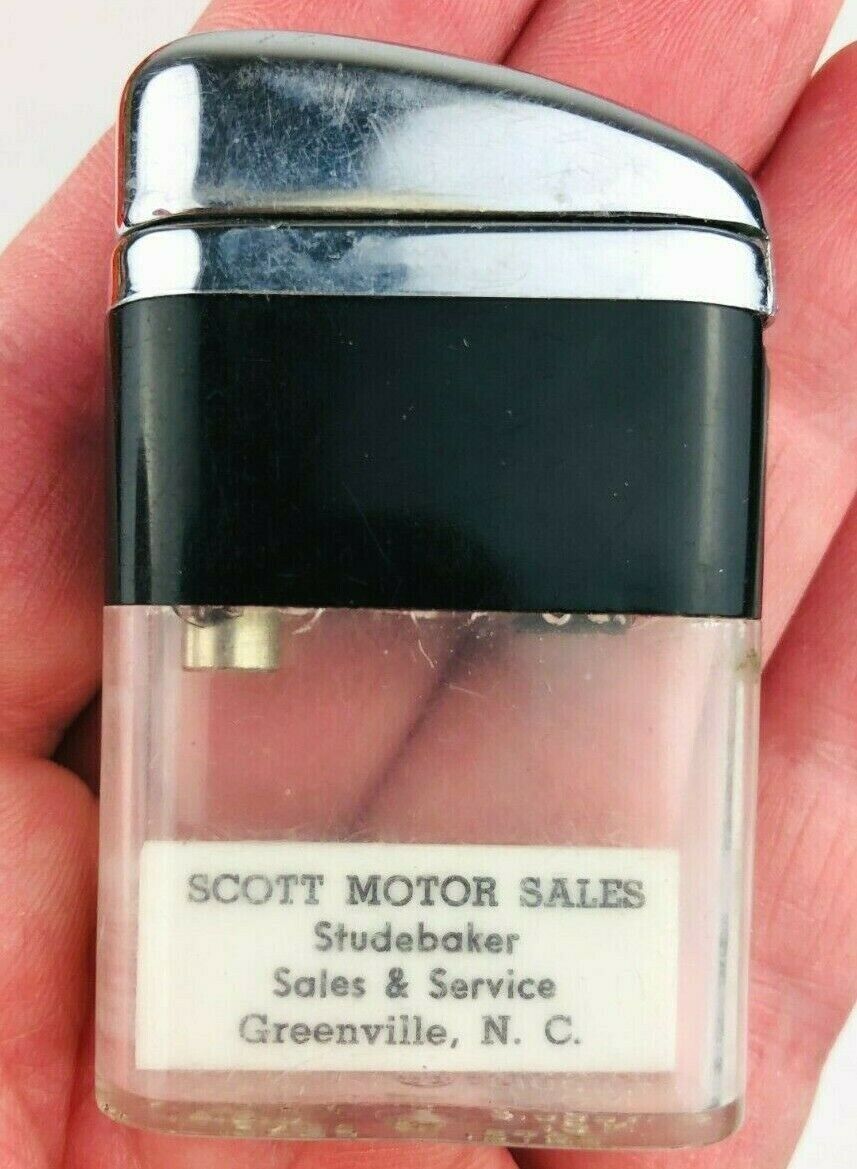 SCOTT MOTOR SALES
Studebaker
Sales & Service
Greenville, N. C.